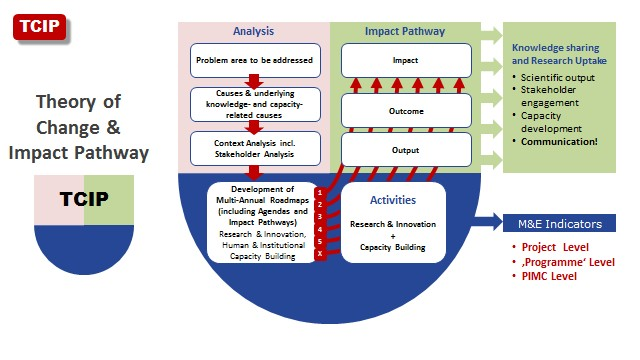 TCIP
Theory of
Change &
Impact Pathway
TCIP
Analysis
Problem area to be addressed
Causes & underlying
knowledge- and capacity-
related causes
Context Analysis incl.
Stakeholder Analysis
Development of
Multi-Annual Roadmaps
(including Agendas and
Impact Pathways)
Research & Innovation,
Human & Institutional
Capacity Building
1
2
3
4
5
X
Impact Pathway
Impact
Outcome
Output
Activities
Research & Innovation
+
Capacity Building
Knowledge sharing
and Research Uptake
• Scientific output
• Stakeholder
engagement
• Capacity
development
• Communication!
M&E Indicators
• Project Level
• ‚Programme‘ Level
• PIMC Level